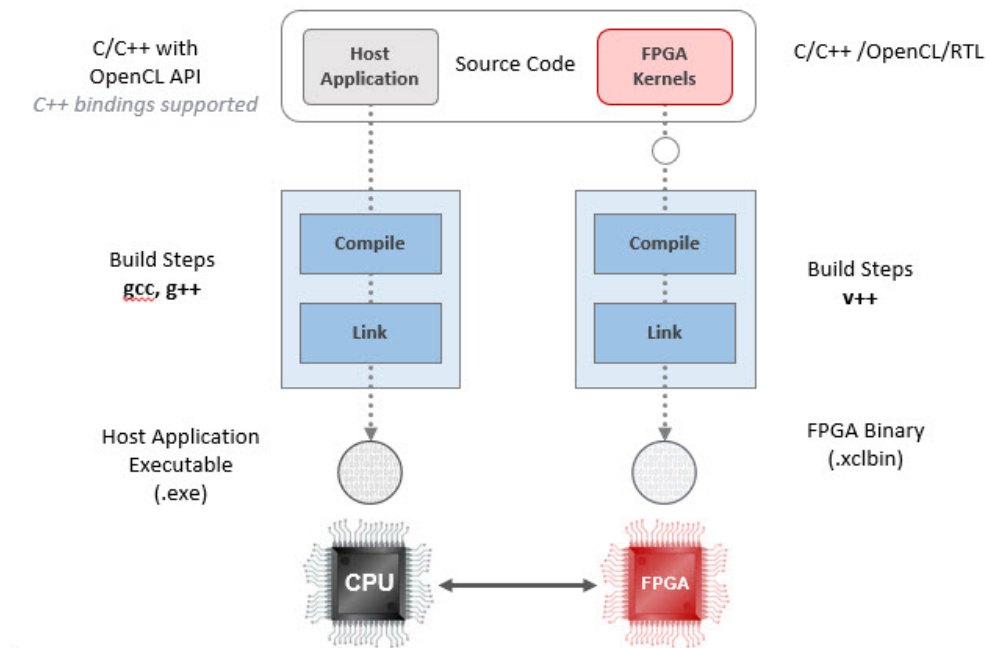 C/C++ with
OpenCL API
C++ bindings supported
Host
Application
Source Code
FPGA
Kernels
C/C++ /OpenCL/RTL
Build Steps
gcc, g++
Compile
Link
Compile
Link
Build Steps
v++
Host Application
Executable
(.exe)
FPGA Binary
(.xclbin)
CPU
FPGA